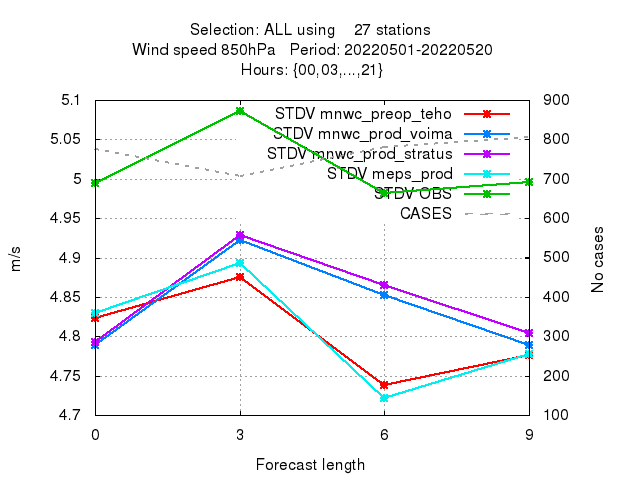 Selection: ALL using 27 stations
Wind speed 850hPa Period: 20220501-20220520
Hours: {00,03,...,21}
5.1 900
STDV mnwc_preop_teho
5.05 800
STDV mnwc_prod_voima
STDV mnwc_prod_stratus
5 700
STDV meps_prod
STDV OBS
4.95 600
CASES
4.9 500
4.85 400
4.8 300
4.75 200
4.7 100
m/s
No cases
0 3 6 9
Forecast length